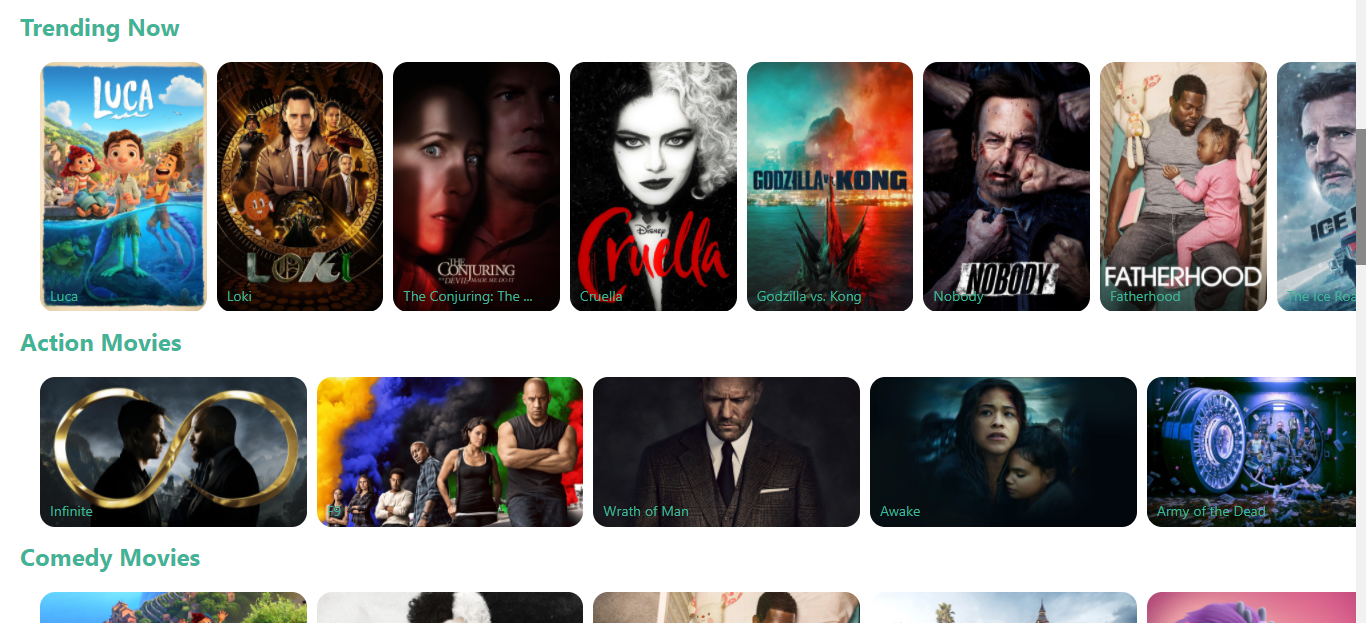 Trending Now
LUCA
Luca
LOKI
Loki
THE
CONJURING
THE DEVIL MADE ME DO IT
The Conjuring: The ...
Disney
Cruella
Cruella
GODZILLA vs. KONG
Godzilla vs. Kong
NOBODY
Nobody
FATHERHOOD
Fatherhood
ICE
The Ice Roa
Action Movies
Infinite
F9
Wrath of Man
Awake
Army of the Dead
Comedy Movies